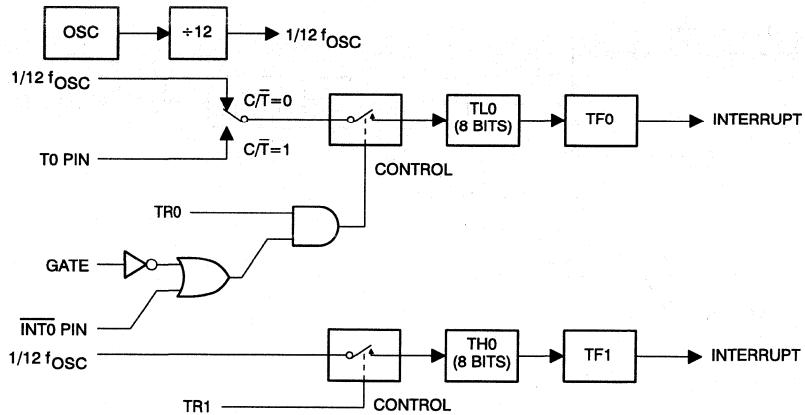 OSC
÷12
1/12 fOSC
1/12 fOSC
C/T̅=0
TL0
(8 BITS)
TF0
INTERRUPT
T0 PIN
C/T̅=1
CONTROL
TR0
GATE
I̅N̅T̅0̅ PIN
1/12 fOSC
TH0
(8 BITS)
TF1
INTERRUPT
TR1
CONTROL